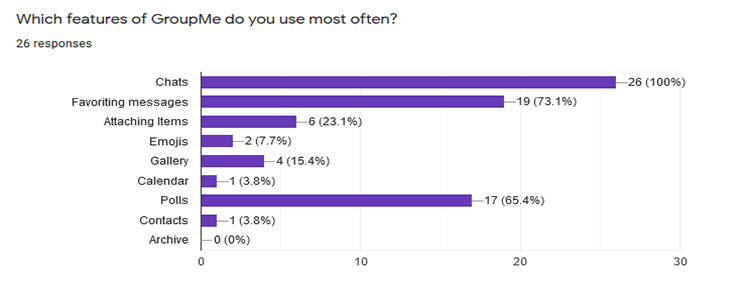 Which features of GroupMe do you use most often?
26 responses
Chats 26 (100%)
Favoriting messages 19 (73.1%)
Attaching Items 6 (23.1%)
Emojis 2 (7.7%)
Gallery 4 (15.4%)
Calendar 1 (3.8%)
Polls 17 (65.4%)
Contacts 1 (3.8%)
Archive 0 (0%)
0 10 20 30